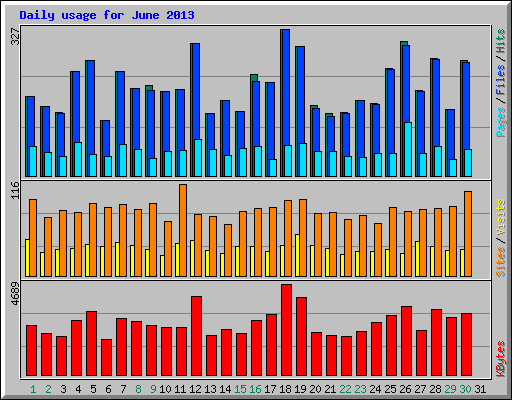 Daily usage for June 2013
327
Pages/Files/Hits
116
Sites/Visits
4689
KBytes
1 2 3 4 5 6 7 8 9 10 11 12 13 14 15 16 17 18 19 20 21 22 23 24 25 26 27 28 29 30 31